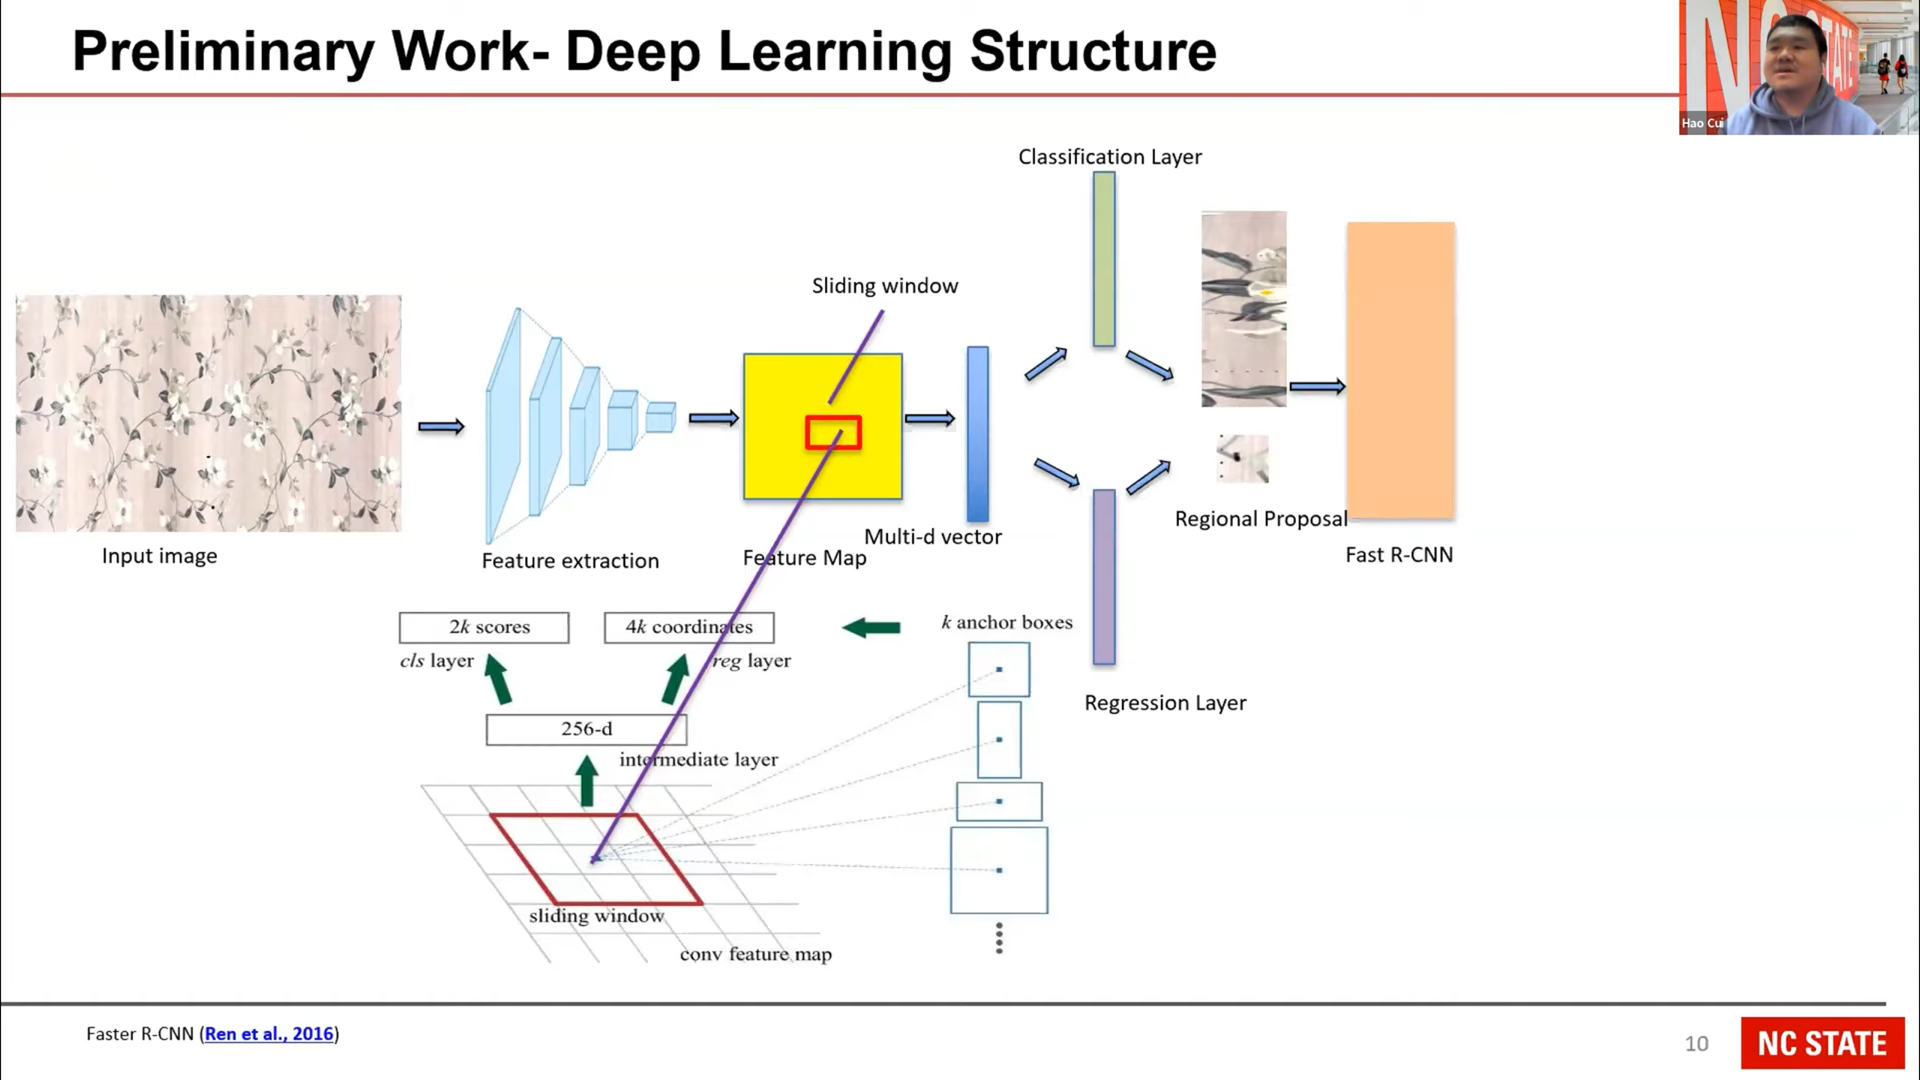 Preliminary Work- Deep Learning Structure
NC STATE
Hao Cui
Classification Layer
Sliding window
Input image
Feature extraction
Feature Map
Multi-d vector
Regional Proposal
Fast R-CNN
Regression Layer
2k scores
4k coordinates
k anchor boxes
cls layer
reg layer
256-d
intermediate layer
sliding window
conv feature map
Faster R-CNN (Ren et al., 2016)
10
NC STATE